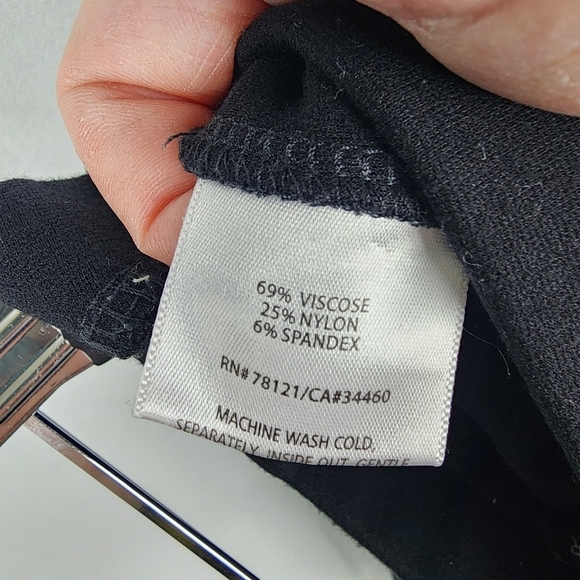 69% VISCOSE
25% NYLON
6% SPANDEX
RN# 78121/CA#34460
MACHINE WASH COLD.
SEPARATELY. INSIDE OUT. GENTLE